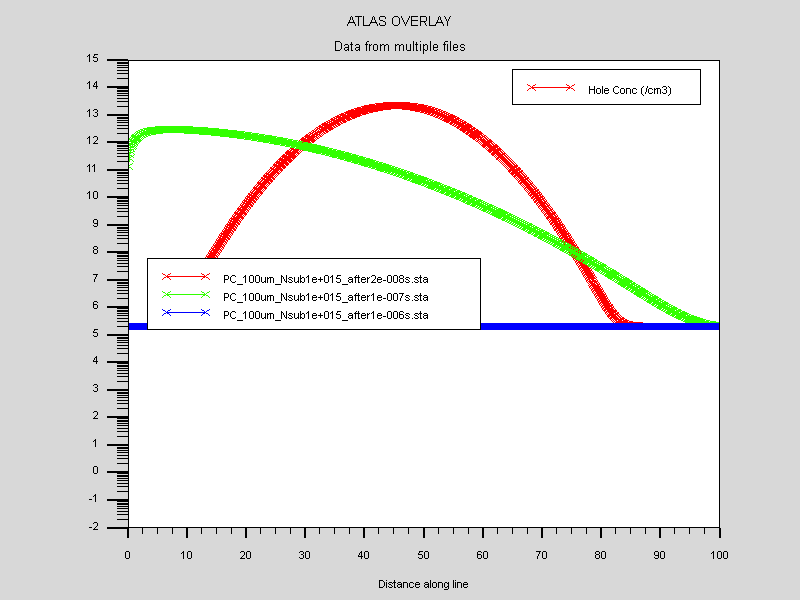 ATLAS OVERLAY
Data from multiple files
Hole Conc (/cm3)
15
14
13
12
11
10
9
8
7
6
5
4
3
2
1
0
-1
-2
PC_100um_Nsub1e+015_after2e-008s.sta
PC_100um_Nsub1e+015_after1e-007s.sta
PC_100um_Nsub1e+015_after1e-006s.sta
0 10 20 30 40 50 60 70 80 90 100
Distance along line